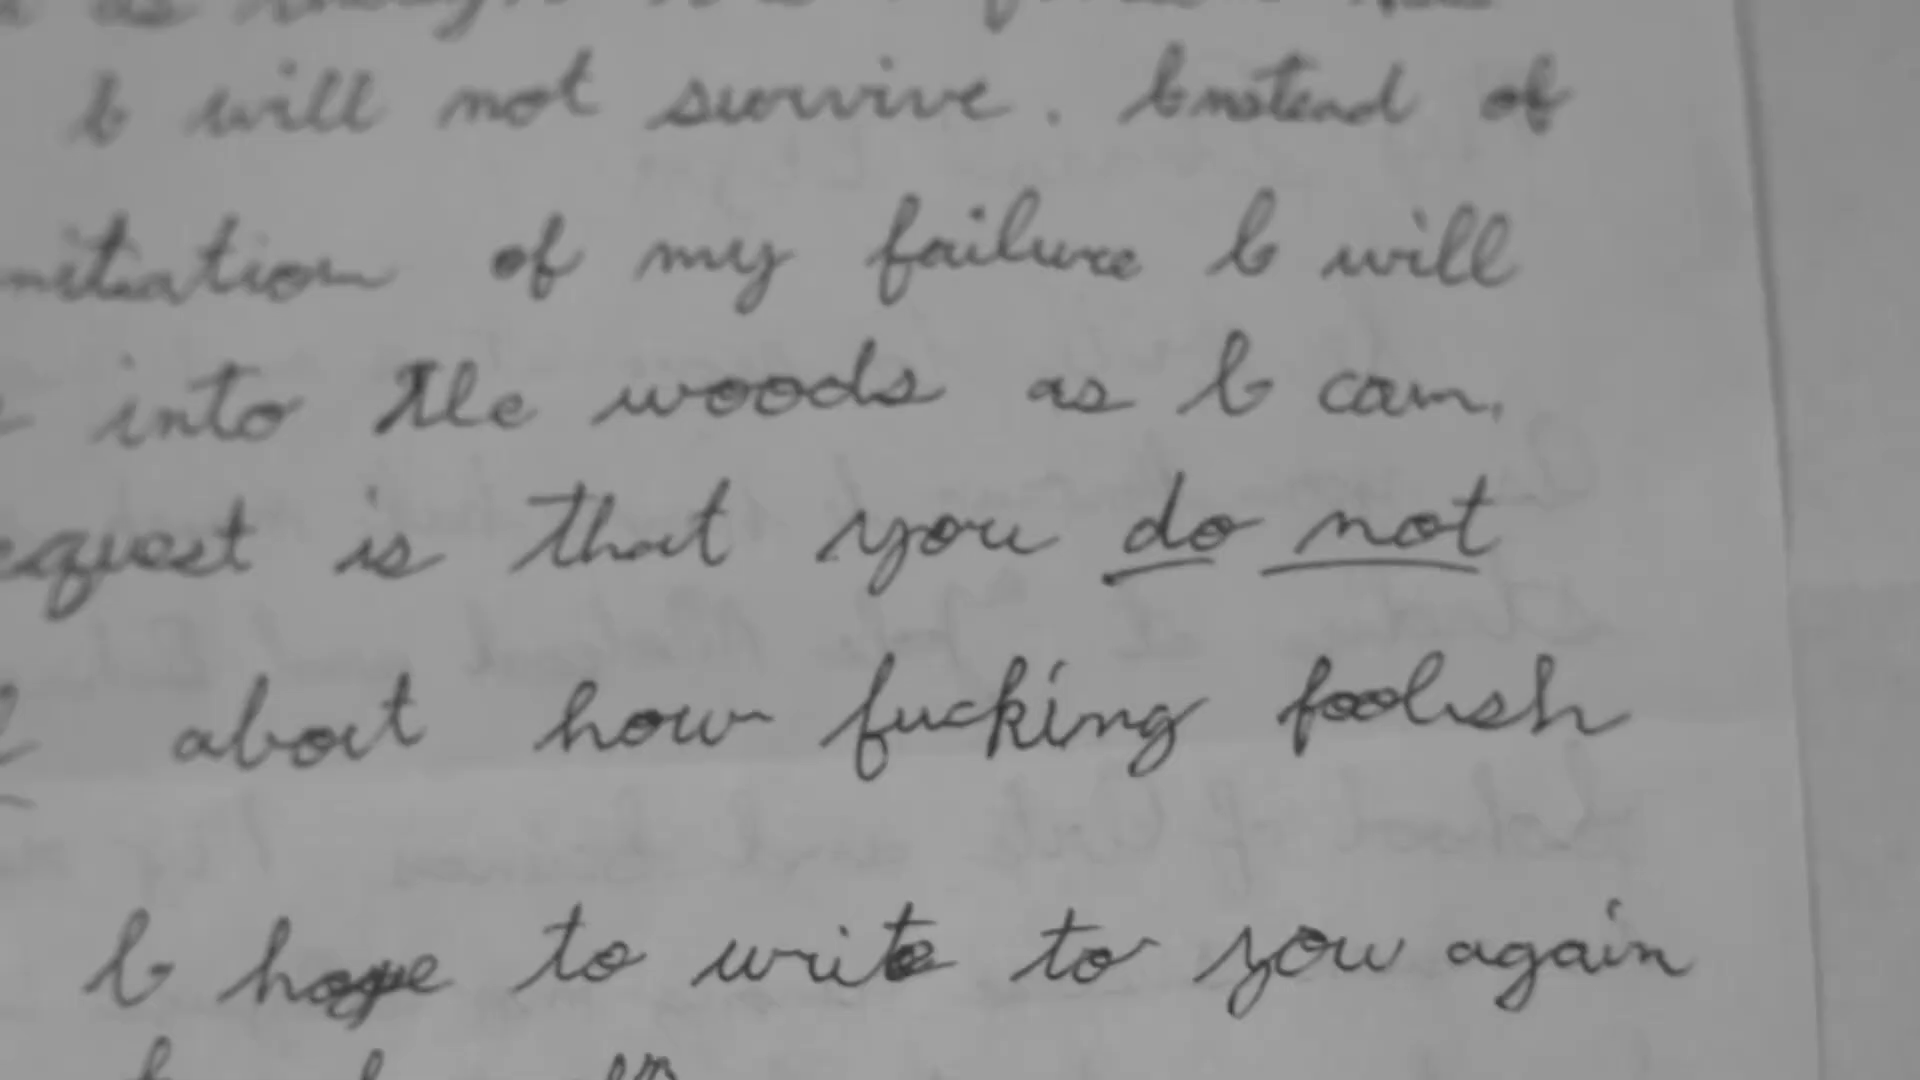 I will not survive. Instead of
of my failure I will
into the woods as I can.
is that you do not
about how fucking foolish
I hope to write to you again